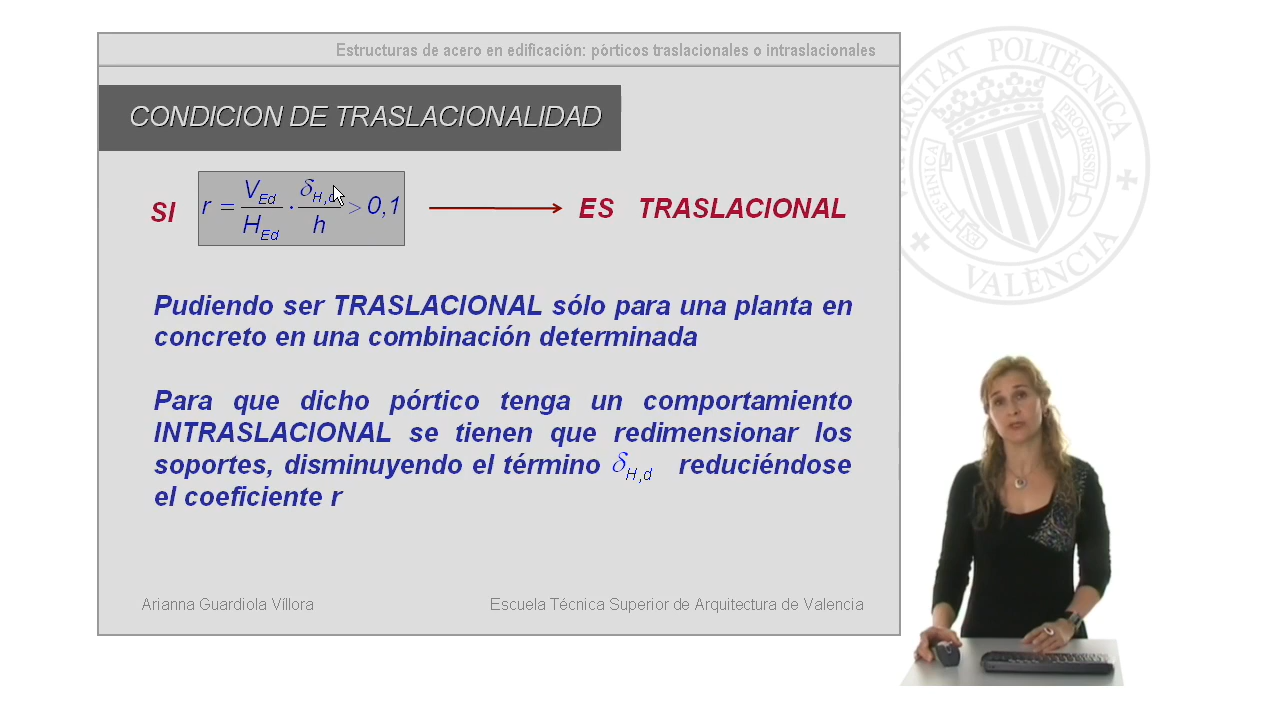 Estructuras de acero en edificación: pórticos traslacionales o intraslacionales
CONDICION DE TRASLACIONALIDAD
SI r = V_Ed / H_Ed · δ_H,d / h > 0,1 → ES TRASLACIONAL
Pudiendo ser TRASLACIONAL sólo para una planta en
concreto en una combinación determinada
Para que dicho pórtico tenga un comportamiento
INTRASLACIONAL se tienen que redimensionar los
soportes, disminuyendo el término δ_H,d reduciéndose
el coeficiente r
Arianna Guardiola Víllora
Escuela Técnica Superior de Arquitectura de Valencia
POLITÈCNICA
VALÈNCIA